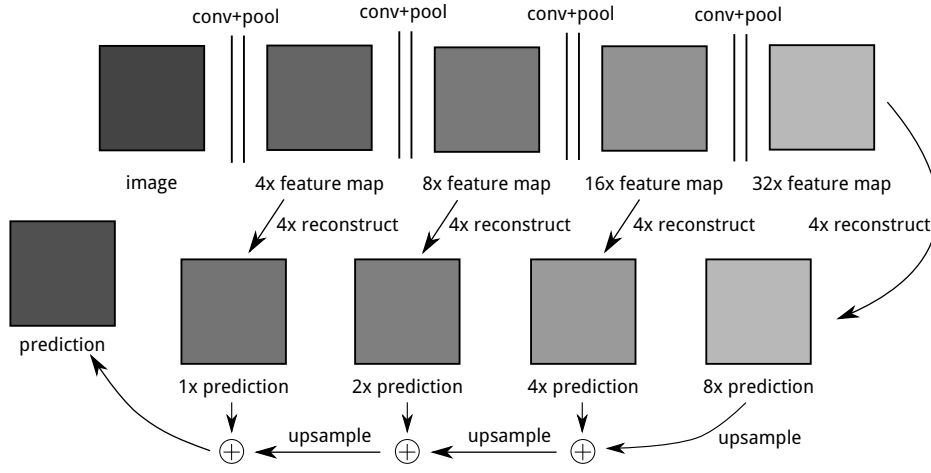 conv+pool
conv+pool
conv+pool
conv+pool
image
4x feature map
8x feature map
16x feature map
32x feature map
4x reconstruct
4x reconstruct
4x reconstruct
4x reconstruct
prediction
1x prediction
2x prediction
4x prediction
8x prediction
upsample
upsample
upsample